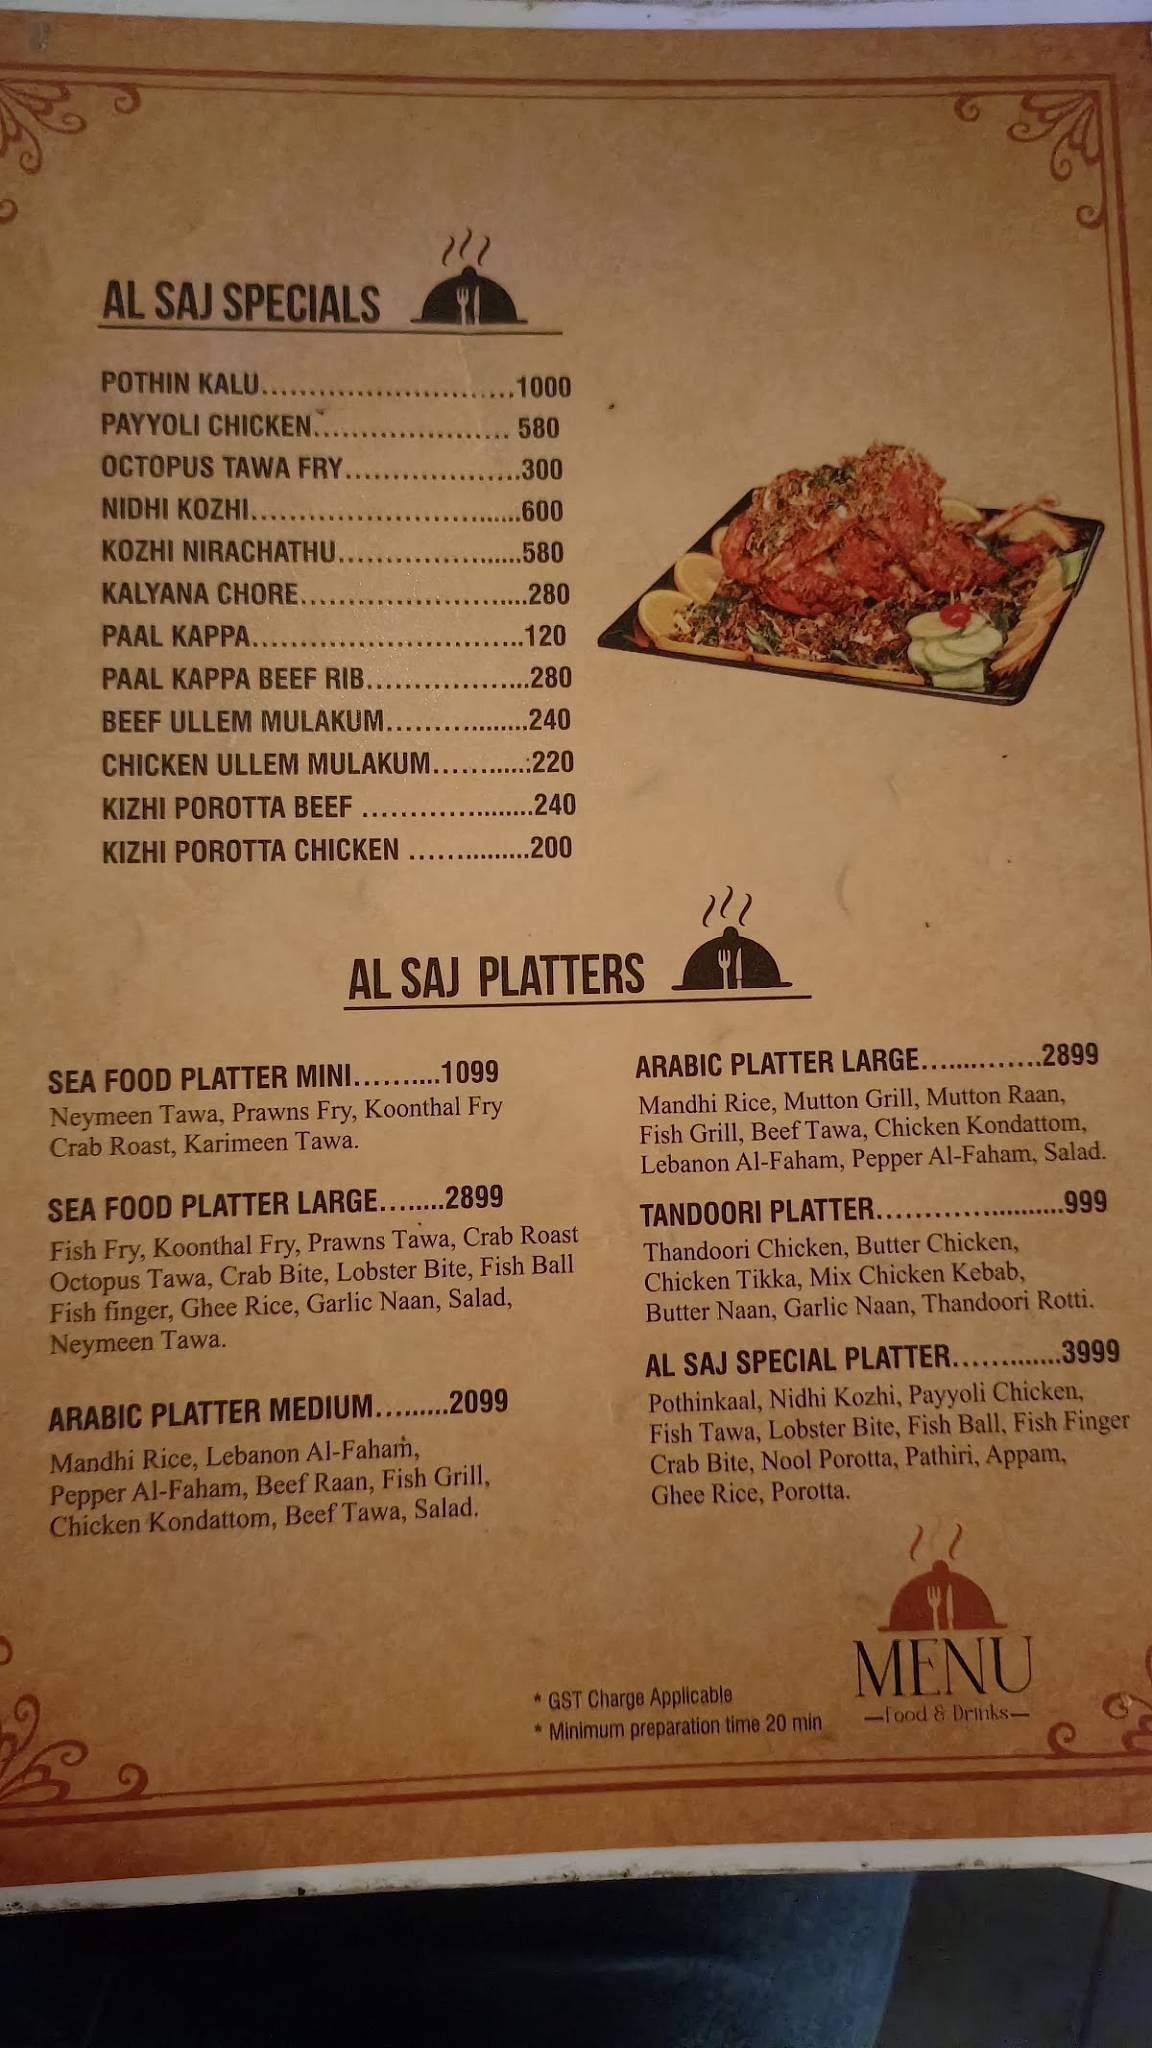 AL SAJ SPECIALS
POTHIN KALU...........................1000
PAYYOLI CHICKEN..................... 580
OCTOPUS TAWA FRY...................300
NIDHI KOZHI.............................600
KOZHI NIRACHATHU....................580
KALYANA CHORE........................280
PAAL KAPPA.............................120
PAAL KAPPA BEEF RIB..................280
BEEF ULLEM MULAKUM................240
CHICKEN ULLEM MULAKUM...........:220
KIZHI POROTTA BEEF ...................240
KIZHI POROTTA CHICKEN ...............200
AL SAJ PLATTERS
SEA FOOD PLATTER MINI..........1099
Neymeen Tawa, Prawns Fry, Koonthal Fry
Crab Roast, Karimeen Tawa.
SEA FOOD PLATTER LARGE........2899
Fish Fry, Koonthal Fry, Prawns Tawa, Crab Roast
Octopus Tawa, Crab Bite, Lobster Bite, Fish Ball
Fish finger, Ghee Rice, Garlic Naan, Salad,
Neymeen Tawa.
ARABIC PLATTER MEDIUM.........2099
Mandhi Rice, Lebanon Al-Faham,
Pepper Al-Faham, Beef Raan, Fish Grill,
Chicken Kondattom, Beef Tawa, Salad.
ARABIC PLATTER LARGE..............2899
Mandhi Rice, Mutton Grill, Mutton Raan,
Fish Grill, Beef Tawa, Chicken Kondattom,
Lebanon Al-Faham, Pepper Al-Faham, Salad.
TANDOORI PLATTER.......................999
Thandoori Chicken, Butter Chicken,
Chicken Tikka, Mix Chicken Kebab,
Butter Naan, Garlic Naan, Thandoori Rotti.
AL SAJ SPECIAL PLATTER.............3999
Pothinkaal, Nidhi Kozhi, Payyoli Chicken,
Fish Tawa, Lobster Bite, Fish Ball, Fish Finger
Crab Bite, Nool Porotta, Pathiri, Appam,
Ghee Rice, Porotta.
* GST Charge Applicable
* Minimum preparation time 20 min
MENU
—Food & Drinks—